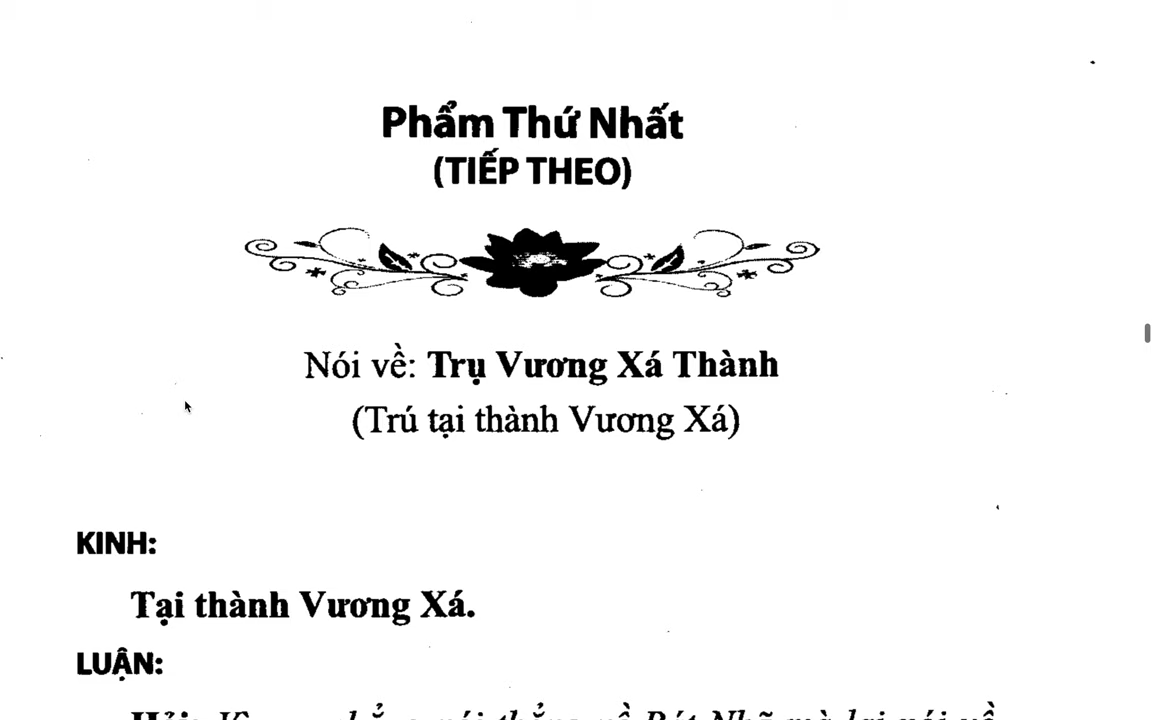 Phẩm Thứ Nhất
(TIẾP THEO)
Nói về: Trụ Vương Xá Thành
(Trú tại thành Vương Xá)
KINH:
Tại thành Vương Xá.
LUẬN: